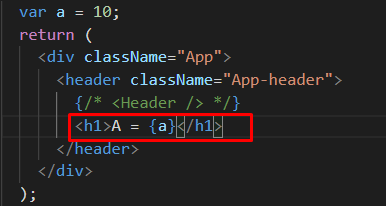 var a = 10;
return (
<div className="App">
<header className="App-header">
{/* <Header /> */}
<h1>A = {a}</h1>
</header>
</div>
);